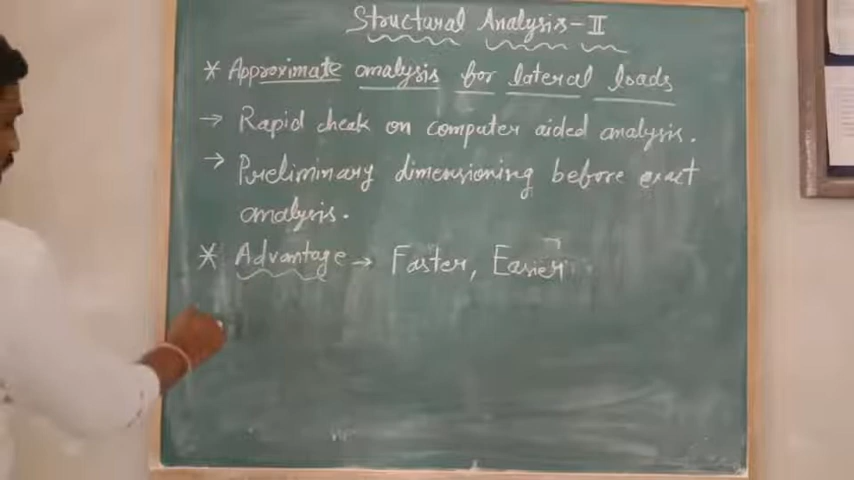 Structural Analysis-II
* Approximate analysis for lateral loads
→ Rapid cheak on computer aided analysis.
→ Preliminary dimensioning before exact
analysis.
* Advantage → Faster, Easier